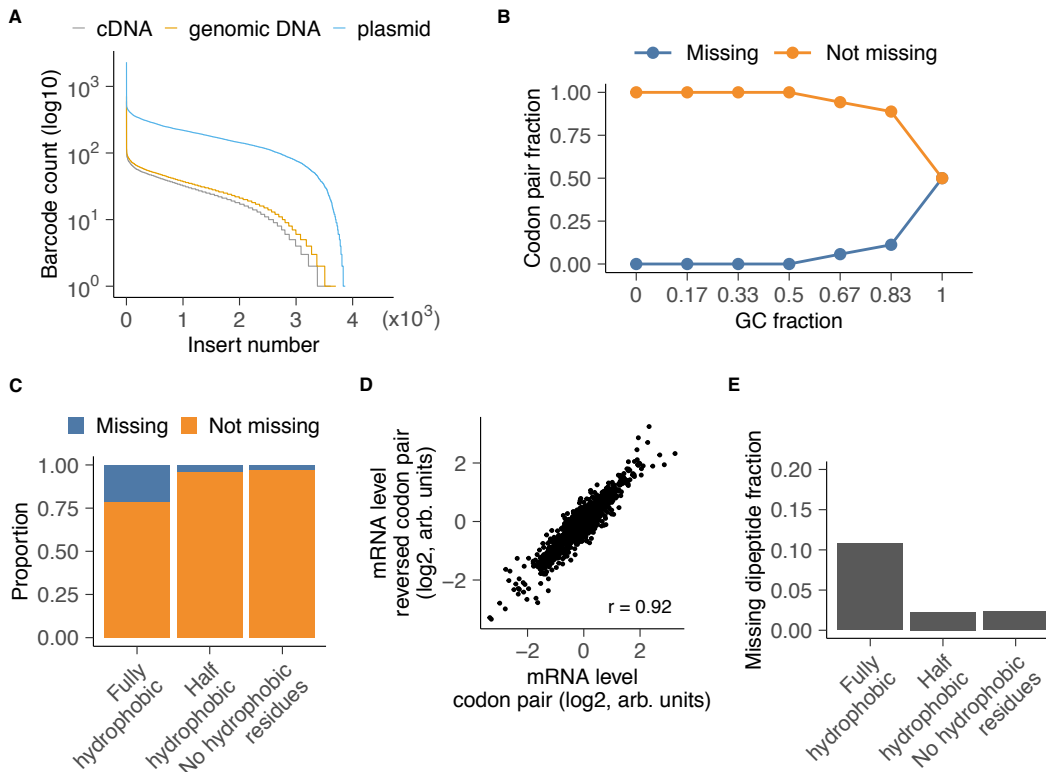 A
cDNA genomic DNA plasmid
Barcode count (log10)
10³
10²
10¹
10⁰
0 1 2 3 4 (x10³)
Insert number
B
Missing Not missing
Codon pair fraction
1.00
0.75
0.50
0.25
0.00
0 0.17 0.33 0.5 0.67 0.83 1
GC fraction
C
Missing Not missing
Proportion
1.00
0.75
0.50
0.25
0.00
Fully
hydrophobic
Half
hydrophobic
No hydrophobic
residues
D
mRNA level
reversed codon pair
(log2, arb. units)
2
0
−2
r = 0.92
−2 0 2
mRNA level
codon pair (log2, arb. units)
E
Missing dipeptide fraction
0.20
0.15
0.10
0.05
0.00
Fully
hydrophobic
Half
hydrophobic
No hydrophobic
residues